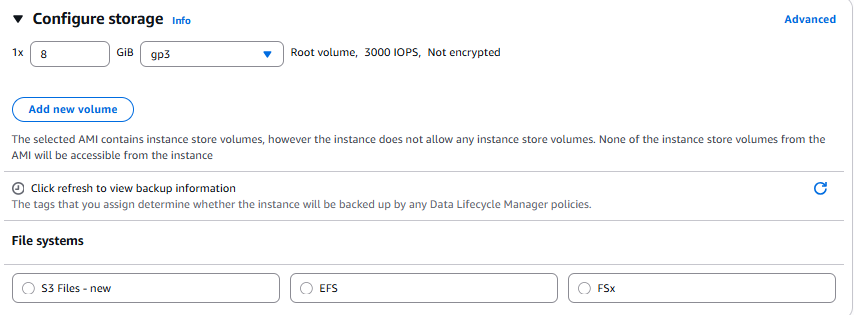 Configure storage Info Advanced
1x 8 GiB gp3 Root volume, 3000 IOPS, Not encrypted
Add new volume
The selected AMI contains instance store volumes, however the instance does not allow any instance store volumes. None of the instance store volumes from the
AMI will be accessible from the instance
Click refresh to view backup information
The tags that you assign determine whether the instance will be backed up by any Data Lifecycle Manager policies.
File systems
S3 Files - new EFS FSx